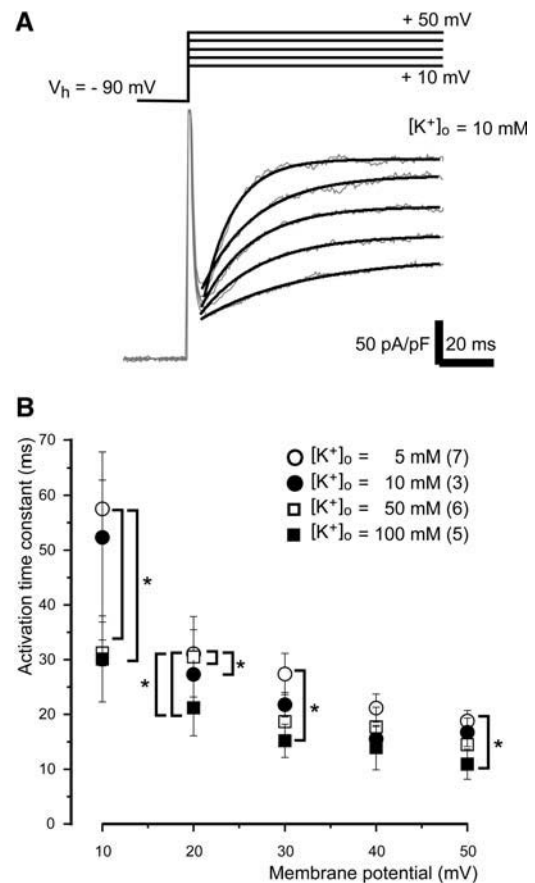 A
+ 50 mV
Vₕ = - 90 mV
+ 10 mV
[K⁺]ₒ = 10 mM
50 pA/pF
20 ms
B
Activation time constant (ms)
70
60
50
40
30
20
10
0
[K⁺]ₒ = 5 mM (7)
[K⁺]ₒ = 10 mM (3)
[K⁺]ₒ = 50 mM (6)
[K⁺]ₒ = 100 mM (5)
*
*
*
*
*
10 20 30 40 50
Membrane potential (mV)